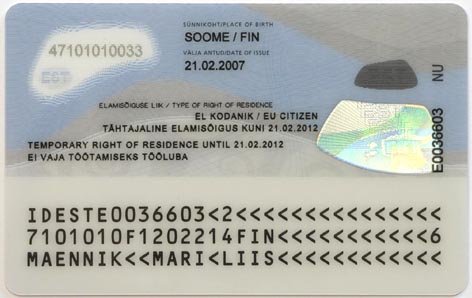 SÜNNIKOHT/PLACE OF BIRTH
47101010033
SOOME / FIN
VÄLJA ANTUD/DATE OF ISSUE
EST
21.02.2007
NU
ELAMISÕIGUSE LIIK / TYPE OF RIGHT OF RESIDENCE
EL KODANIK / EU CITIZEN
TÄHTAJALINE ELAMISÕIGUS KUNI 21.02.2012
TEMPORARY RIGHT OF RESIDENCE UNTIL 21.02.2012
EI VAJA TÖÖTAMISEKS TÖÖLUBA
E0036603
IDESTE0036603<2<<<<<<<<<<<<<<<
7101010F1202214FIN<<<<<<<<<<<6
MAENNIK<<MARI<LIIS<<<<<<<<<<<<